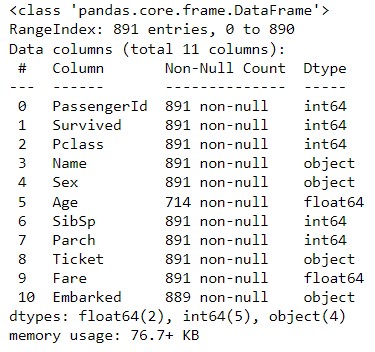 <class 'pandas.core.frame.DataFrame'>
RangeIndex: 891 entries, 0 to 890
Data columns (total 11 columns):
 #   Column       Non-Null Count  Dtype
---  ------       --------------  -----
 0   PassengerId  891 non-null    int64
 1   Survived     891 non-null    int64
 2   Pclass       891 non-null    int64
 3   Name         891 non-null    object
 4   Sex          891 non-null    object
 5   Age          714 non-null    float64
 6   SibSp        891 non-null    int64
 7   Parch        891 non-null    int64
 8   Ticket       891 non-null    object
 9   Fare         891 non-null    float64
 10  Embarked     889 non-null    object
dtypes: float64(2), int64(5), object(4)
memory usage: 76.7+ KB